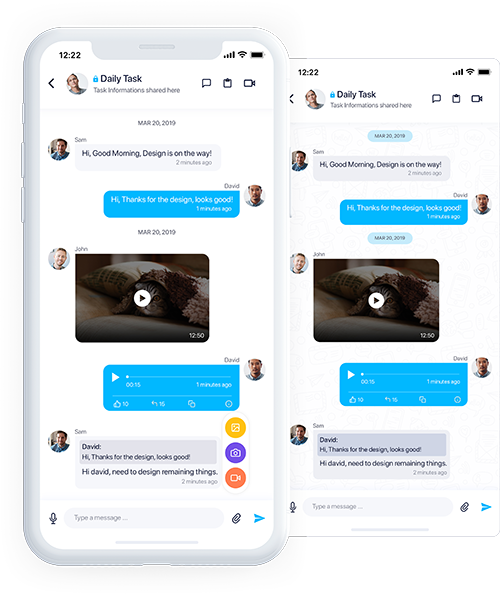 12:22
Daily Task
Task Informations shared here
MAR 20, 2019
Sam
Hi, Good Morning, Design is on the way!
2 minutes ago
David
Hi, Thanks for the design, looks good!
1 minutes ago
MAR 20, 2019
John
12:50
David
00:15
1 minutes ago
10
15
Sam
David:
Hi, Thanks for the design, looks good!
Hi david, need to design remaining things.
2 minutes ago
Type a message ...
12:22
Daily Task
Task Informations shared here
MAR 20, 2019
Sam
Hi, Good Morning, Design is on the way!
2 minutes ago
David
Hi, Thanks for the design, looks good!
1 minutes ago
MAR 20, 2019
John
12:50
David
00:15
1 minutes ago
10
15
Sam
David:
Hi, Thanks for the design, looks good!
Hi david, need to design remaining things.
2 minutes ago
Type a message ...